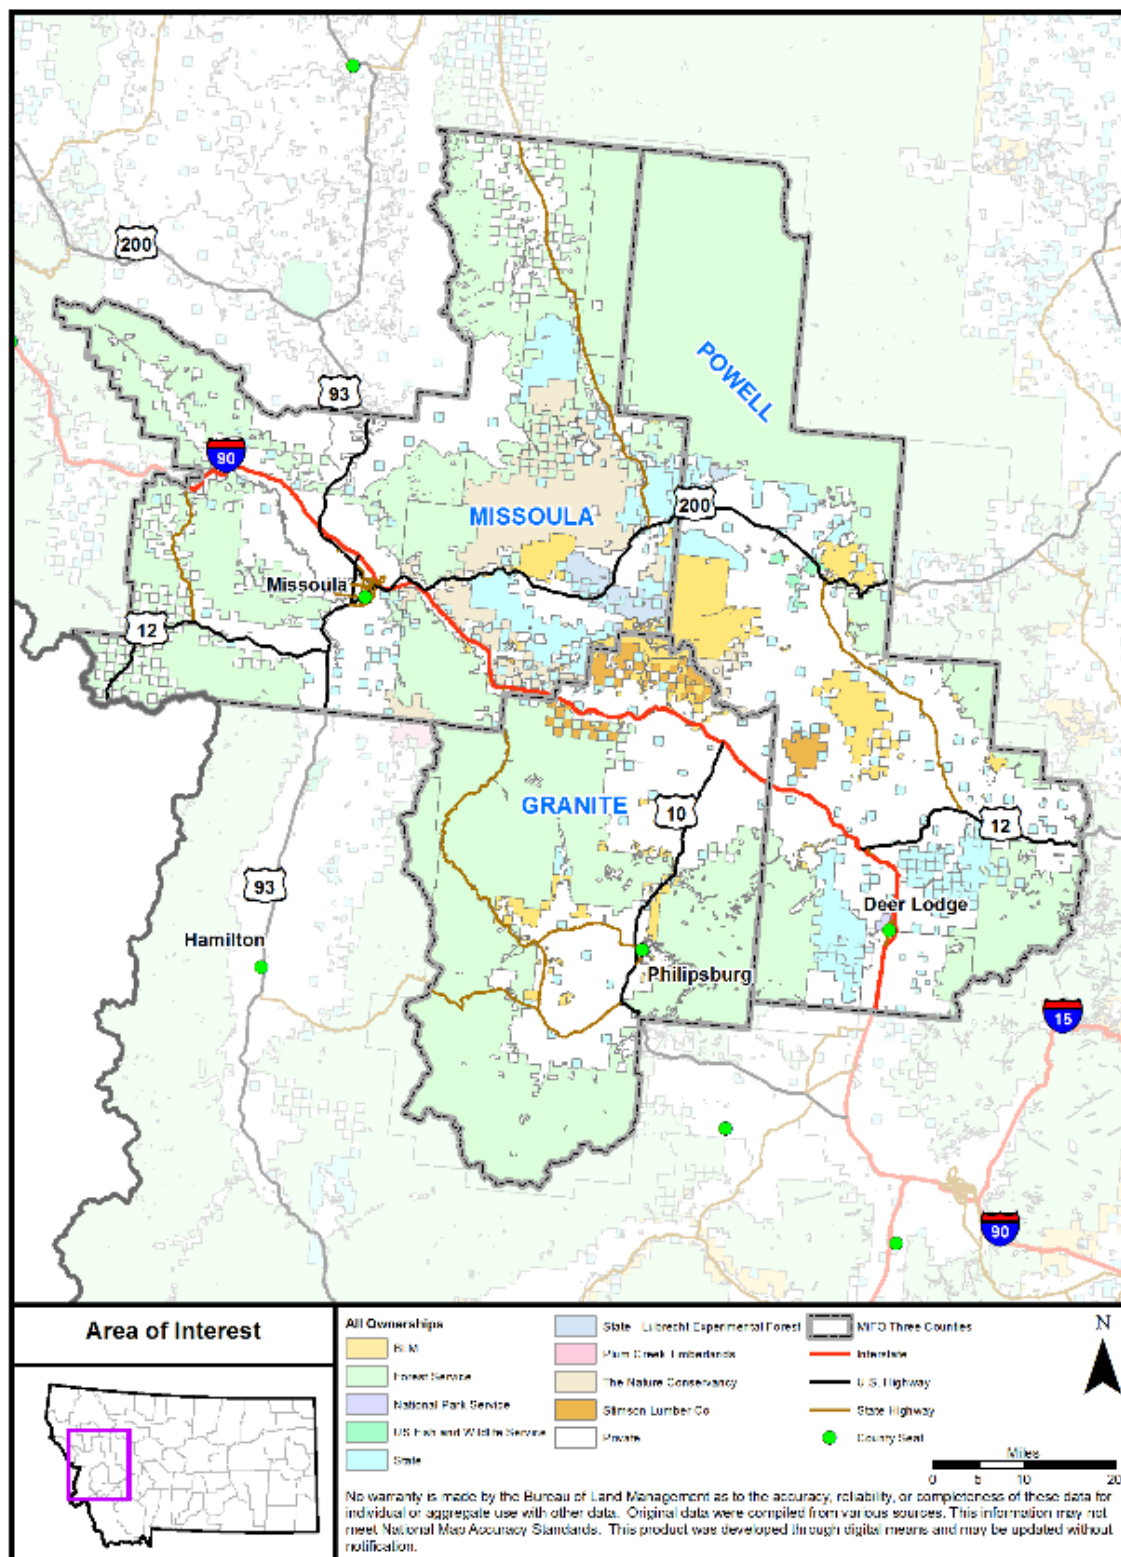 200
93
90
POWELL
MISSOULA
200
Missoula
12
GRANITE
10
12
93
Deer Lodge
Hamilton
Philipsburg
15
90
Area of Interest
All Ownerships
BLM
Forest Service
National Park Service
US Fish and Wildlife Service
State
State Lubrecht Experimental Forest
Plum Creek Timberlands
The Nature Conservancy
Stimson Lumber Co
Private
MiFO Three Counties
Interstate
U.S. Highway
State Highway
County Seat
N
Miles
0 5 10 20
No warranty is made by the Bureau of Land Management as to the accuracy, reliability, or completeness of these data for
individual or aggregate use with other data. Original data were compiled from various sources. This information may not
meet National Map Accuracy Standards. This product was developed through digital means and may be updated without
notification.